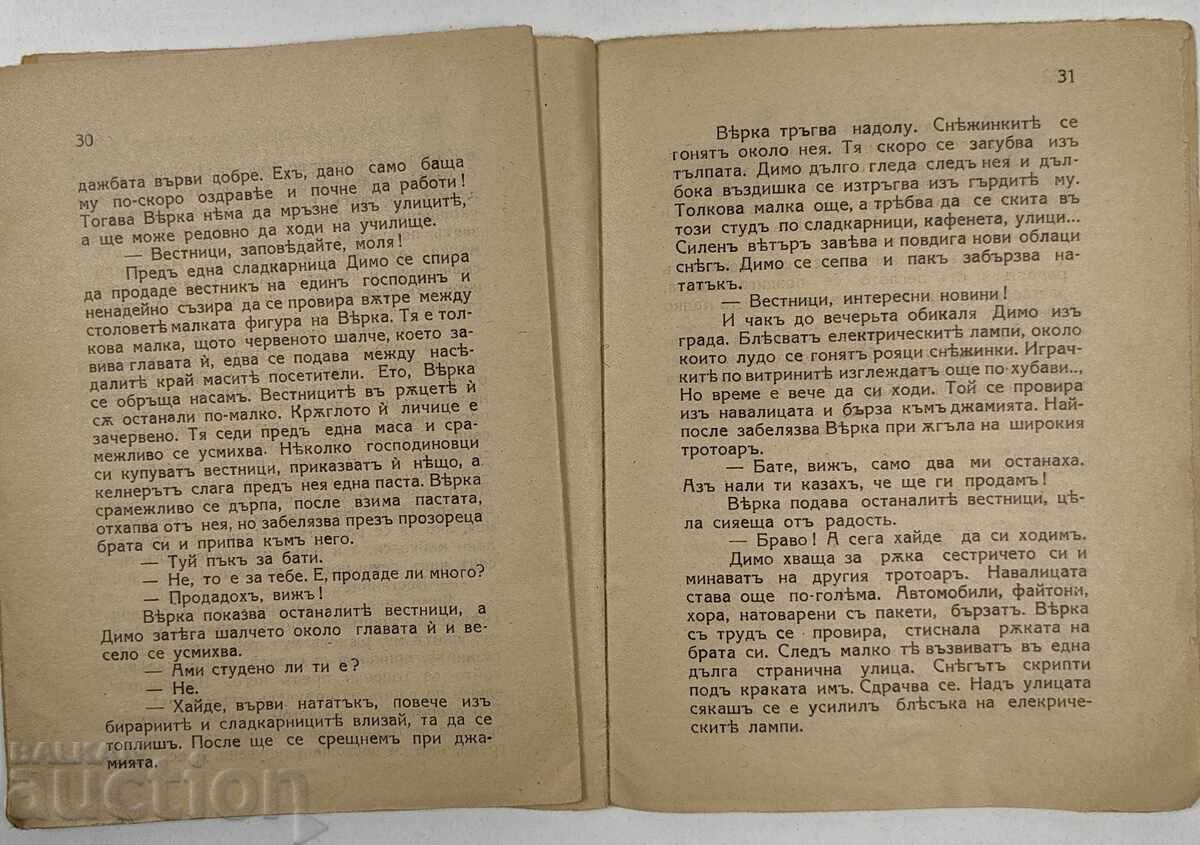 30
дажбата върви добре. Ехъ, дано само баща
му по-скоро оздравѣе и почне да работи!
Тогава Вѣрка нѣма да мръзне изъ улицитѣ,
а ще може редовно да ходи на училище.
— Вестници, заповѣдайте, моля!
Предъ една сладкарница Димо се спира
да продаде вестникъ на единъ господинъ и
ненадейно съзира да се провира вѫтре между
столоветѣ малката фигура на Вѣрка. Тя е тол-
кова малка, щото червеното шалче, което за-
вива главата ѝ, едва се подава между насѣ-
далитѣ край маситѣ посетители. Ето, Вѣрка
се обръща насамъ. Вестницитѣ въ рѫцетѣ ѝ
сѫ останали по-малко. Крѫглото ѝ личице е
зачервено. Тя седи предъ една маса и сра-
межливо се усмихва. Нѣколко господиновци
си купуватъ вестници, приказватъ ѝ нѣщо, а
келнерътъ слага предъ нея една паста. Вѣрка
срамежливо се дърпа, после взима пастата,
отхапва отъ нея, но забелязва презъ прозореца
брата си и припва къмъ него.
— Туй пъкъ за бати.
— Не, то е за тебе. Е, продаде ли много?
— Продадохъ, вижъ!
Вѣрка показва останалитѣ вестници, а
Димо затѣга шалчето около главата ѝ и ве-
село се усмихва.
— Ами студено ли ти е?
— Не.
— Хайде, върви нататъкъ, повече изъ
бирариитѣ и сладкарницитѣ влизай, та да се
топлишъ. После ще се срещнемъ при джа-
мията.
31
Вѣрка тръгва надолу. Снѣжинкитѣ се
гонятъ около нея. Тя скоро се загубва изъ
тълпата. Димо дълго гледа следъ нея и дъл-
бока въздишка се изтръгва изъ гърдитѣ му.
Толкова малка още, а трѣбва да се скита въ
този студъ по сладкарници, кафенета, улици...
Силенъ вѣтъръ завѣва и повдига нови облаци
снѣгъ. Димо се сепва и пакъ забързва на-
татъкъ.
— Вестници, интересни новини!
И чакъ до вечерьта обикаля Димо изъ
града. Блѣсватъ електрическитѣ лампи, около
които лудо се гонятъ рояци снѣжинки. Играч-
китѣ по витринитѣ изглеждатъ още по-хубави..,
Но време е вече да си ходи. Той се провира
изъ навалицата и бърза къмъ джамията. Най-
после забелязва Вѣрка при ѫгъла на широкия
тротоаръ.
— Бате, вижъ, само два ми останаха.
Азъ нали ти казахъ, че ще ги продамъ!
Вѣрка подава останалитѣ вестници, цѣ-
ла сияеща отъ радость.
— Браво! А сега хайде да си ходимъ.
Димо хваща за рѫка сестричето си и
минаватъ на другия тротоаръ. Навалицата
става още по-голѣма. Автомобили, файтони,
хора, натоварени съ пакети, бързатъ. Вѣрка
съ трудъ се провира, стиснала рѫката на
брата си. Следъ малко тѣ възвиватъ въ една
дълга странична улица. Снѣгътъ скрипти
подъ краката имъ. Сдрачва се. Надъ улицата
сякашъ се е усилилъ блѣсъка на елекриче-
скитѣ лампи.
БАЛКАН
auction